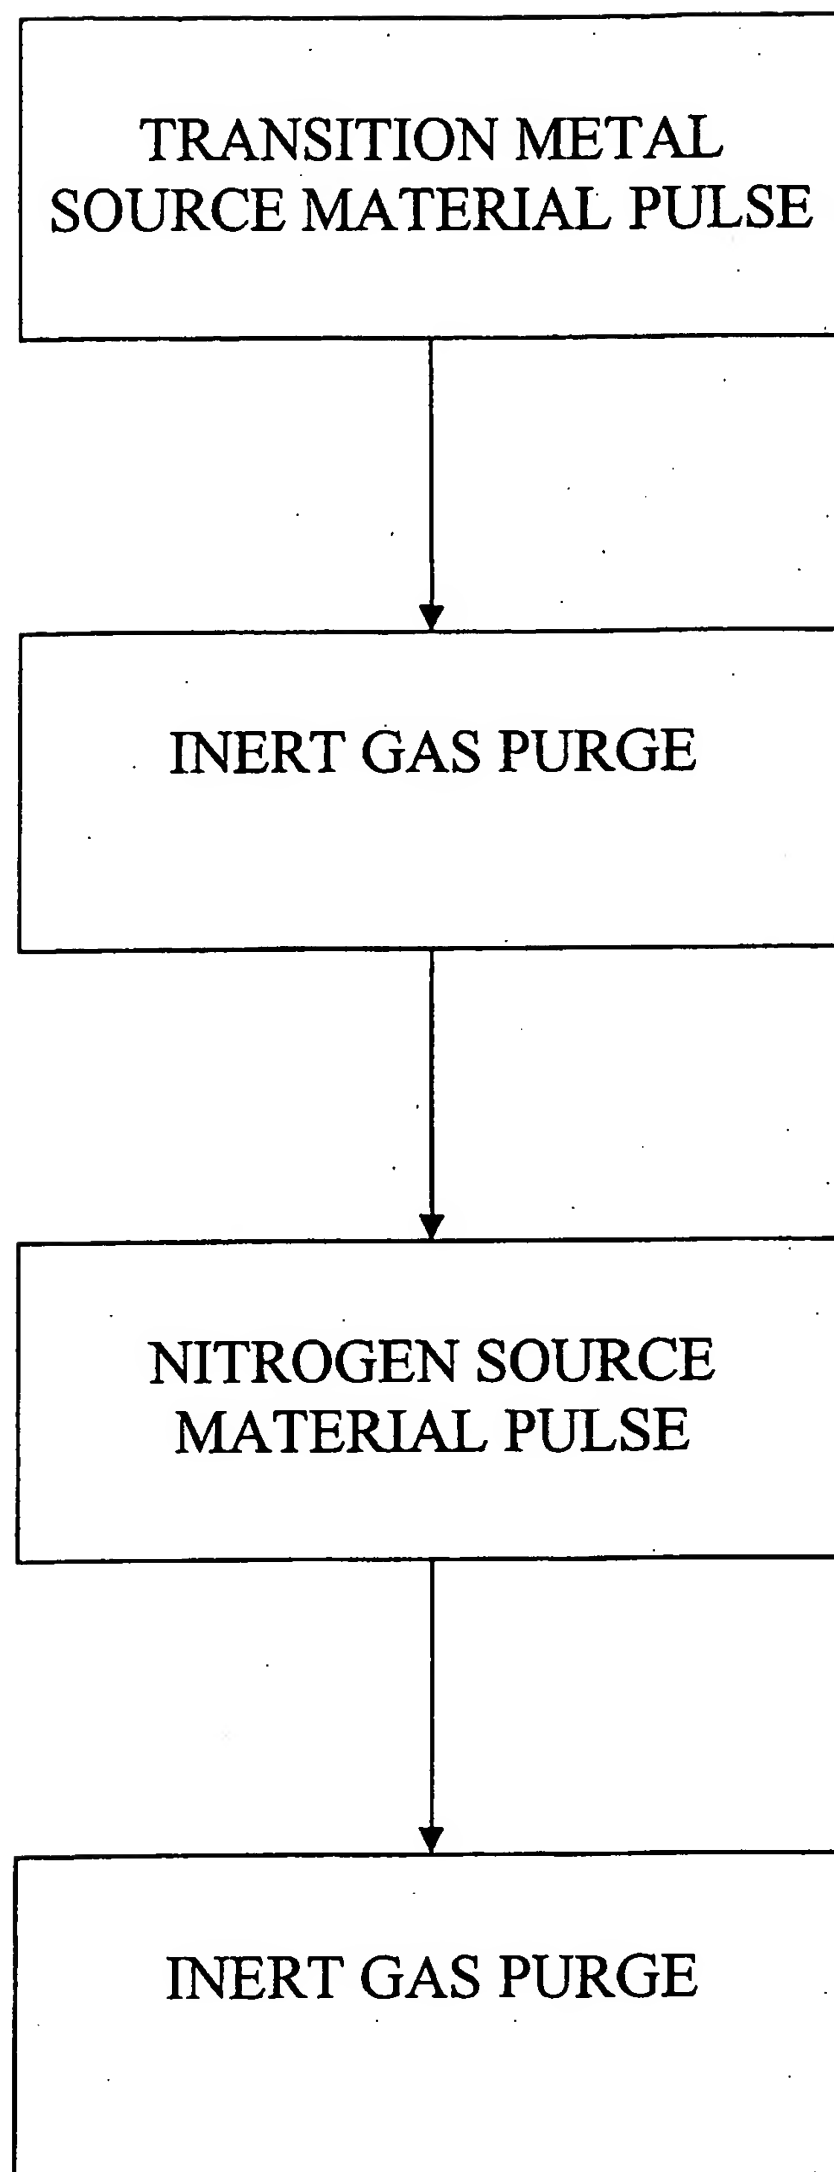 TRANSITION METAL
SOURCE MATERIAL PULSE
INERT GAS PURGE
NITROGEN SOURCE
MATERIAL PULSE
INERT GAS PURGE